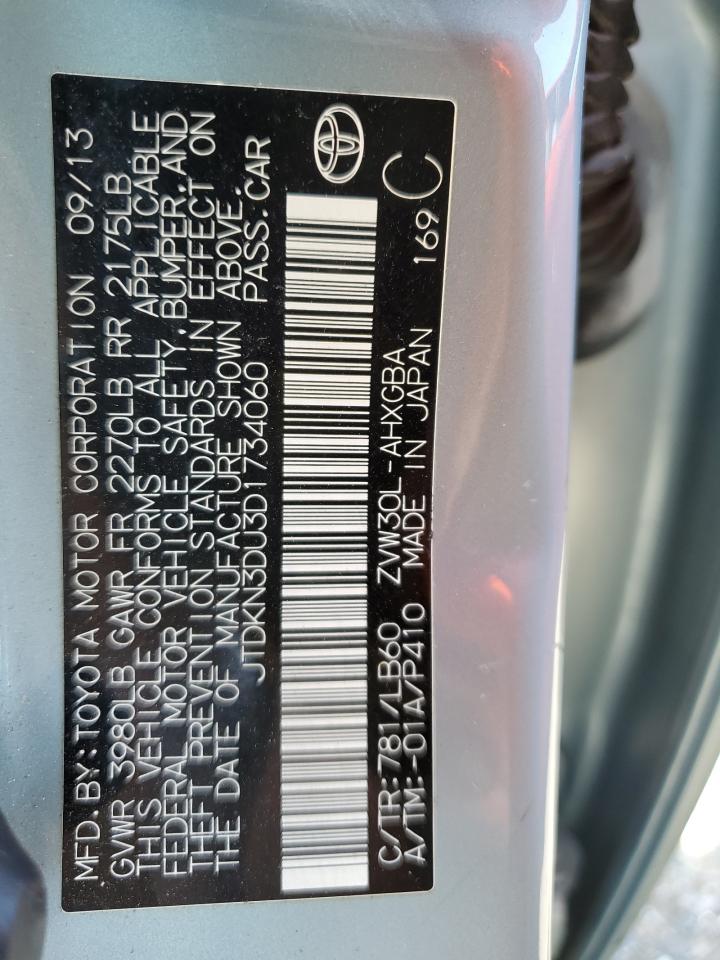 MFD. BY: TOYOTA MOTOR CORPORATION 09/13
GVWR 3980LB GAWR FR 2270LB RR 2175LB
THIS VEHICLE CONFORMS TO ALL APPLICABLE
FEDERAL MOTOR VEHICLE SAFETY, BUMPER, AND
THEFT PREVENTION STANDARDS IN EFFECT ON
THE DATE OF MANUFACTURE SHOWN ABOVE.
JTDKN3DU3D1734060 PASS. CAR
C/TR: 781/LB60 ZVW30L-AHXGBA
A/TM: -01A/P410 MADE IN JAPAN 169 C